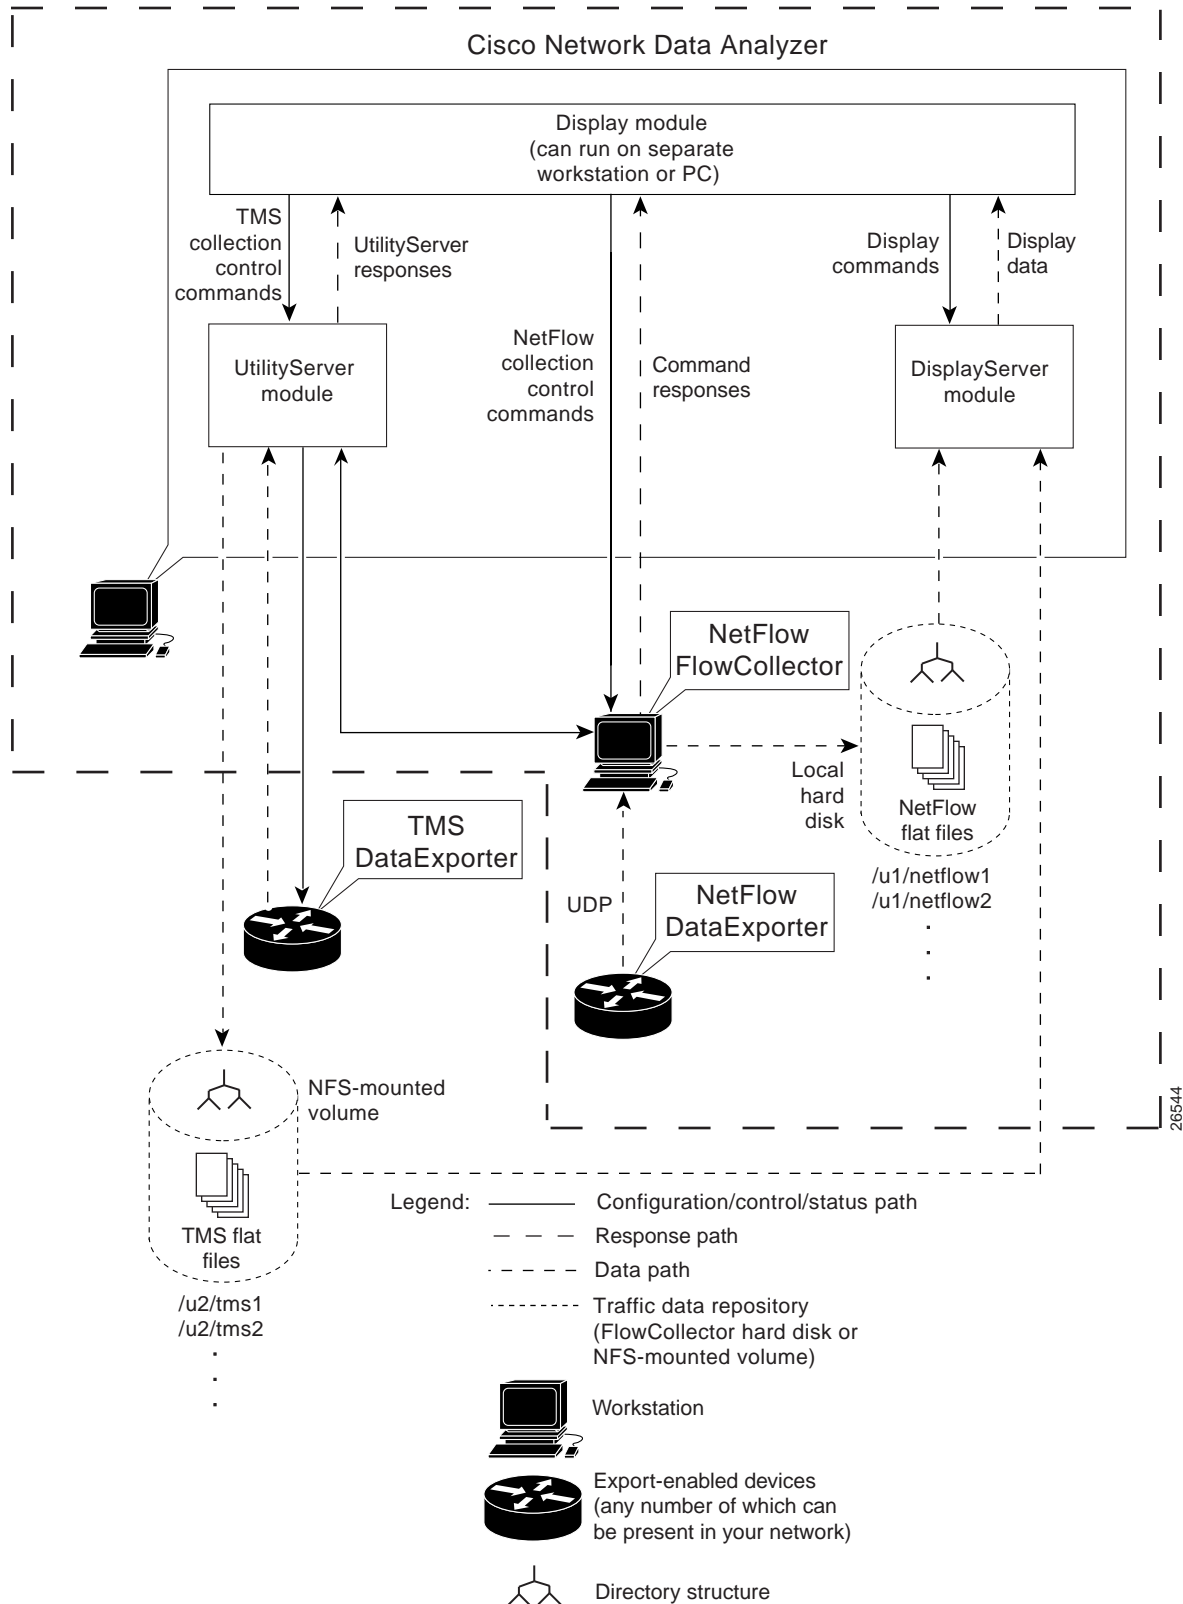 Cisco Network Data Analyzer
Display module
(can run on separate
workstation or PC)
TMS
collection
control
commands
UtilityServer
responses
Display
commands
Display
data
NetFlow
collection
control
commands
Command
responses
UtilityServer
module
DisplayServer
module
NetFlow
FlowCollector
Local
hard
disk
NetFlow
flat files
/u1/netflow1
/u1/netflow2
.
.
.
TMS
DataExporter
UDP
NetFlow
DataExporter
NFS-mounted
volume
TMS flat
files
/u2/tms1
/u2/tms2
.
.
.
26544
Legend:
Configuration/control/status path
Response path
Data path
Traffic data repository
(FlowCollector hard disk or
NFS-mounted volume)
Workstation
Export-enabled devices
(any number of which can
be present in your network)
Directory structure